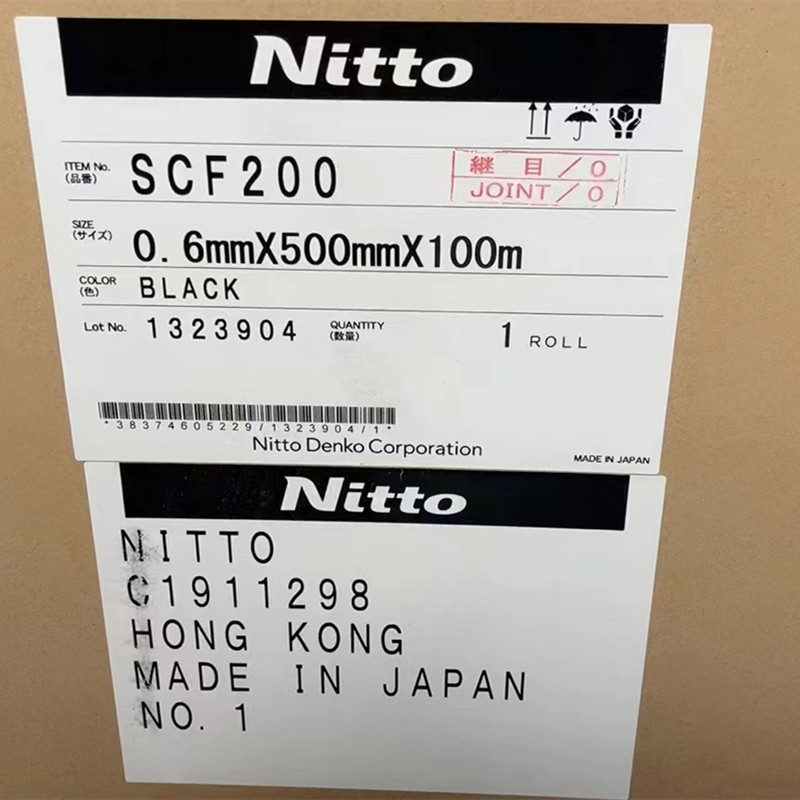 Nitto
ITEM No. (品番) SCF200
継 目/0
JOINT/0
SIZE (サイズ) 0.6mmX500mmX100m
COLOR (色) BLACK
Lot No. 1323904 QUANTITY (数量) 1 ROLL
*38374605229/1323904/1*
Nitto Denko Corporation
MADE IN JAPAN
Nitto
NITTO
C1911298
HONG KONG
MADE IN JAPAN
NO. 1